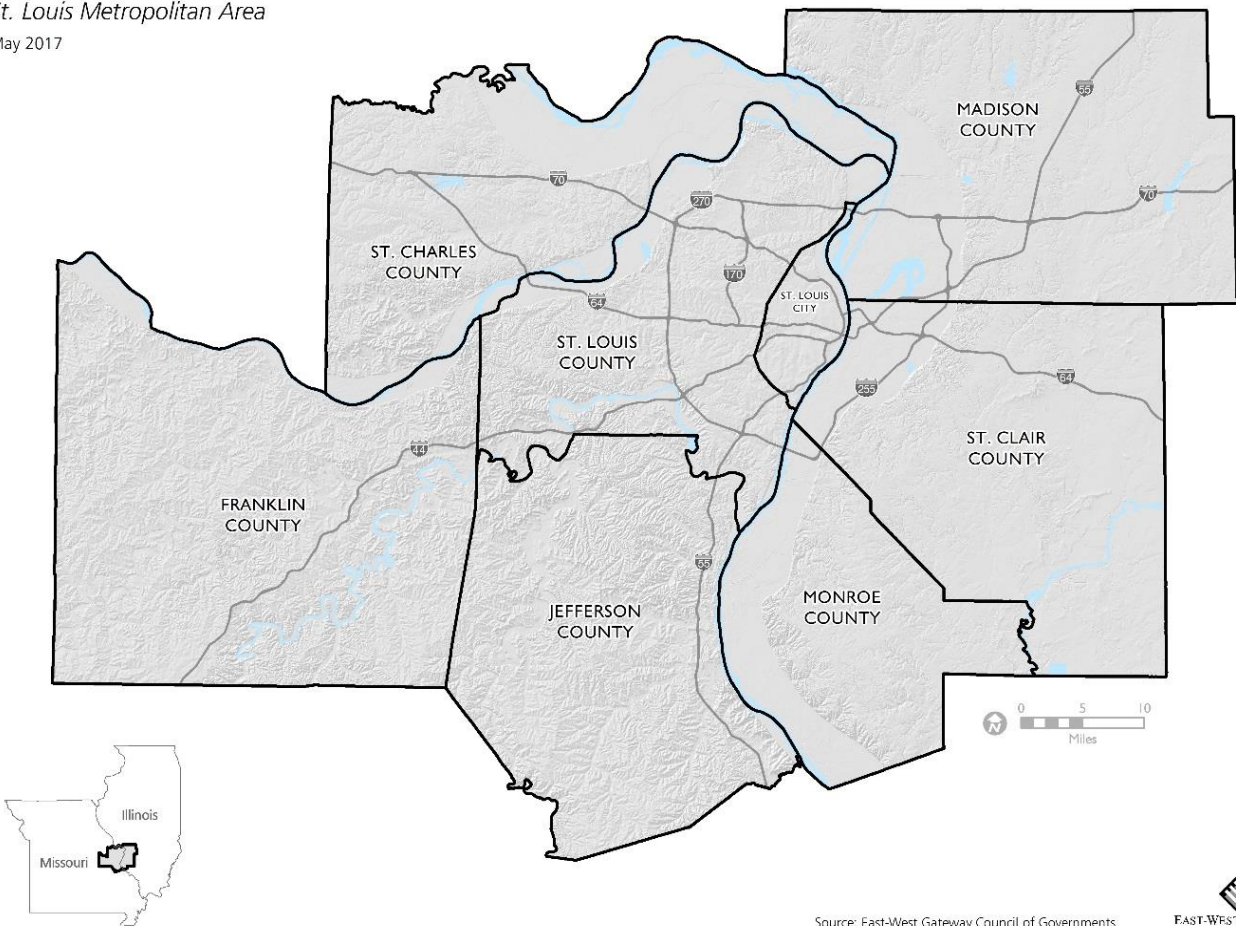 t. Louis Metropolitan Area
May 2017
MADISON
COUNTY
55
70
70
270
ST. CHARLES
COUNTY
170
ST. LOUIS
CITY
64
ST. LOUIS
COUNTY
64
255
44
ST. CLAIR
COUNTY
FRANKLIN
COUNTY
55
JEFFERSON
COUNTY
MONROE
COUNTY
N
0 5 10
Miles
Illinois
Missouri
Source: East-West Gateway Council of Governments
EAST-WEST